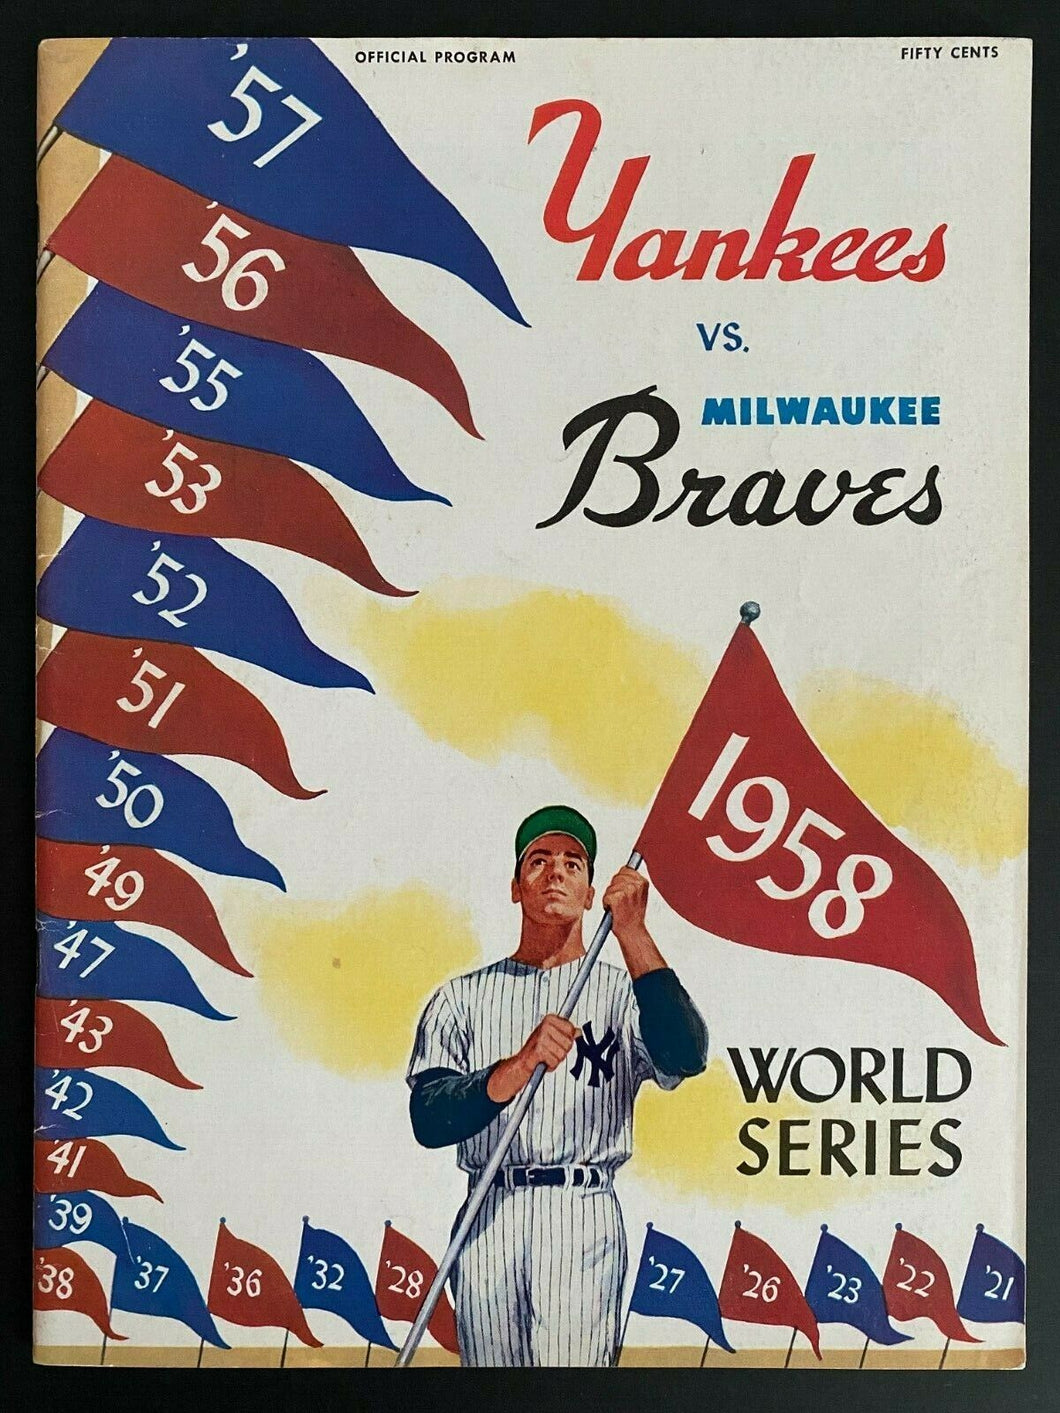 OFFICIAL PROGRAM
FIFTY CENTS
Yankees
VS.
MILWAUKEE
Braves
'57
'56
'55
'53
'52
'51
'50
'49
'47
'43
'42
'41
'39
'38
'37
'36
'32
'28
'27
'26
'23
'22
'21
1958
NY
WORLD
SERIES